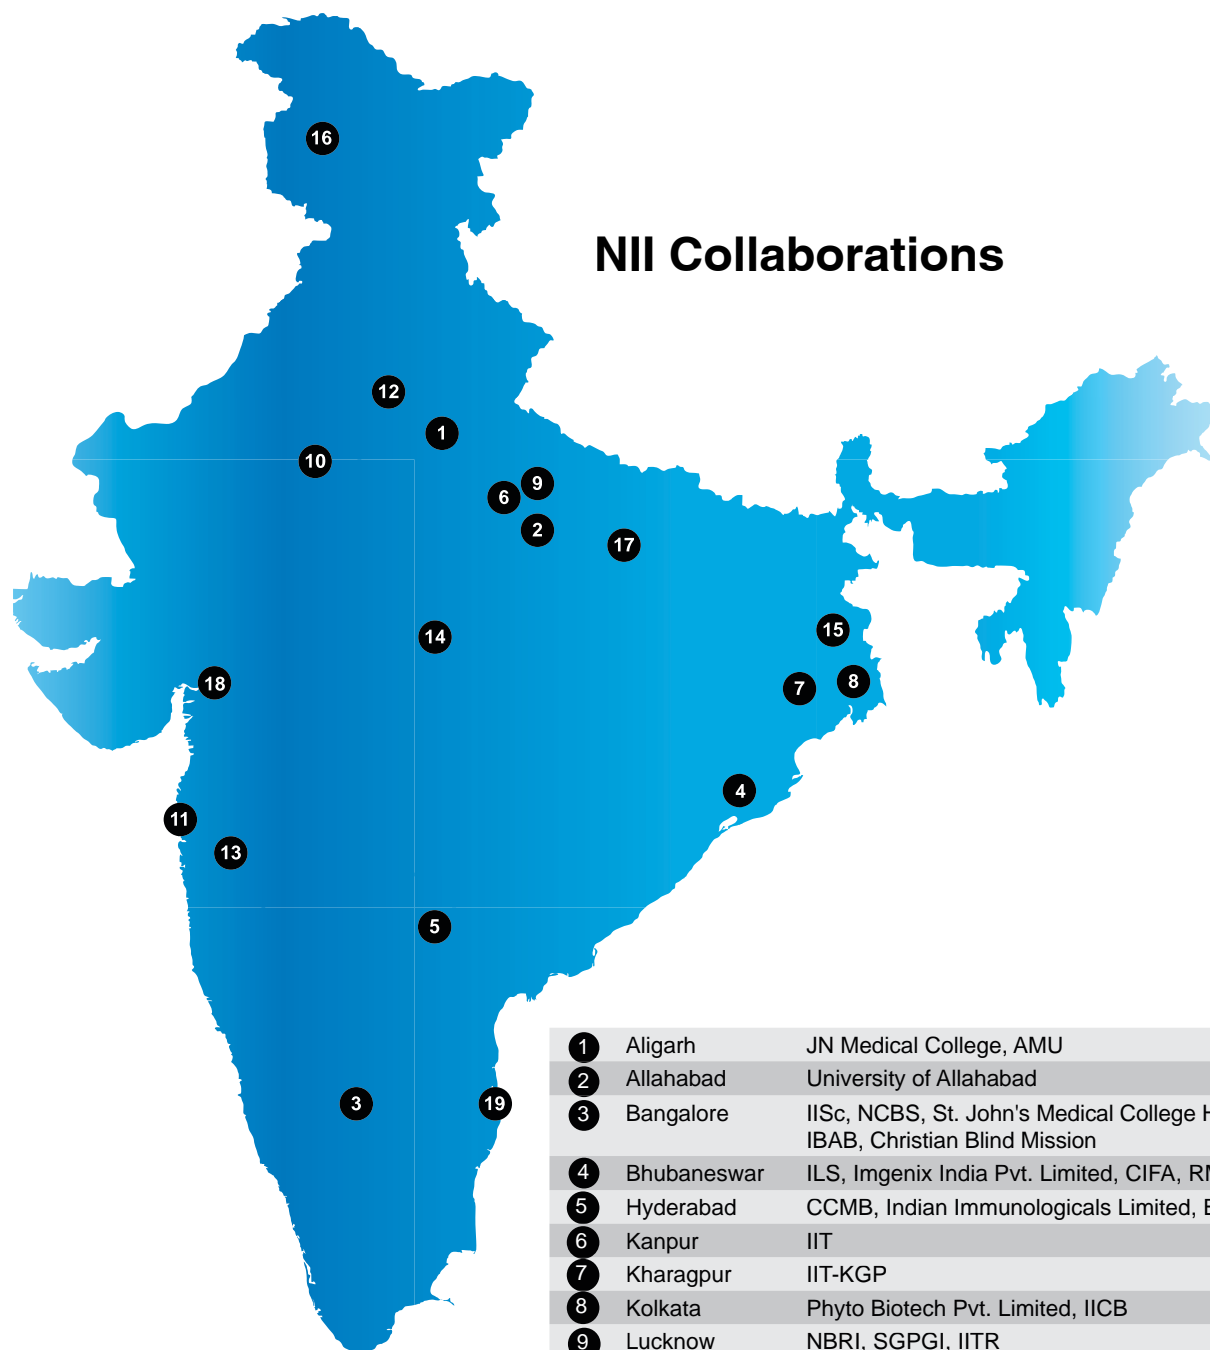 16
NII Collaborations
12
1
10
9
6
2
17
14
15
18
7
8
4
11
13
5
3
19
1 Aligarh JN Medical College, AMU
2 Allahabad University of Allahabad
3 Bangalore IISc, NCBS, St. John's Medical College
IBAB, Christian Blind Mission
4 Bhubaneswar ILS, Imgenix India Pvt. Limited, CIFA,
5 Hyderabad CCMB, Indian Immunologicals Limited,
6 Kanpur IIT
7 Kharagpur IIT-KGP
8 Kolkata Phyto Biotech Pvt. Limited, IICB
9 Lucknow NBRI, SGPGI, IITR